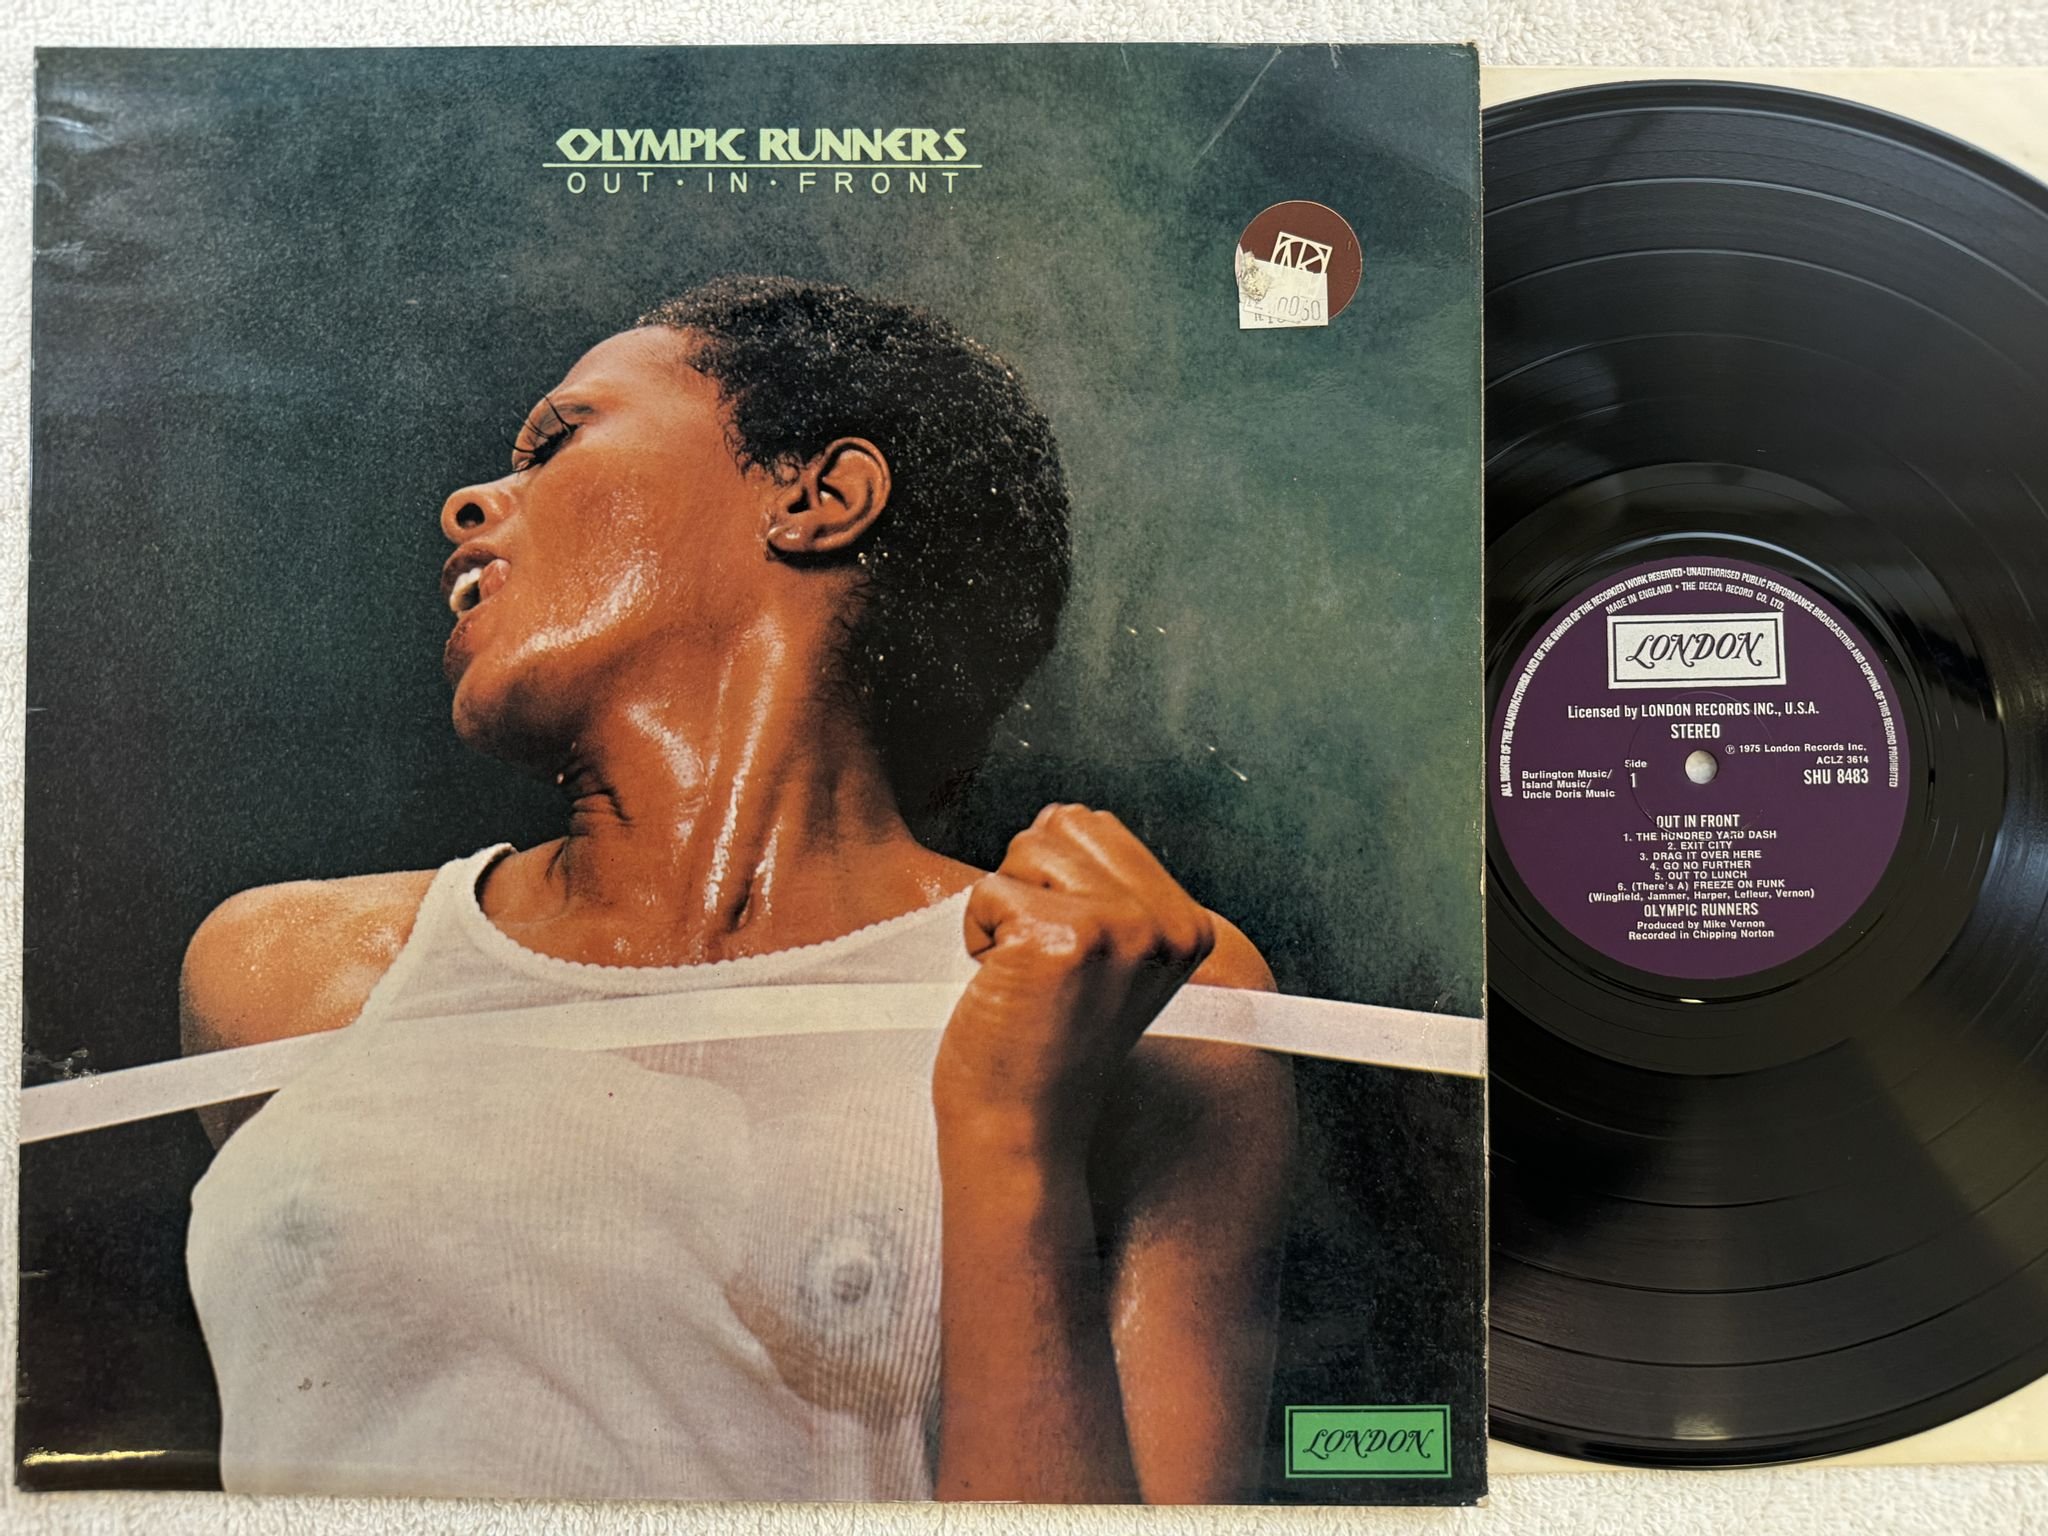 OLYMPIC RUNNERS
OUT·IN·FRONT
LONDON
ALL RIGHTS OF THE MANUFACTURER AND OF THE OWNER OF THE RECORDED WORK RESERVED·UNAUTHORISED PUBLIC PERFORMANCE BROADCASTING AND COPYING OF THIS RECORD PROHIBITED
MADE IN ENGLAND · THE DECCA RECORD CO. LTD.
LONDON
Licensed by LONDON RECORDS INC., U.S.A.
STEREO
℗ 1975 London Records Inc.
ACLZ 3614
SHU 8483
Side
1
Burlington Music/
Island Music/
Uncle Doris Music
OUT IN FRONT
1. THE HUNDRED YARD DASH
2. EXIT CITY
3. DRAG IT OVER HERE
4. GO NO FURTHER
5. OUT TO LUNCH
6. (There's A) FREEZE ON FUNK
(Wingfield, Jammer, Harper, Lefleur, Vernon)
OLYMPIC RUNNERS
Produced by Mike Vernon
Recorded in Chipping Norton